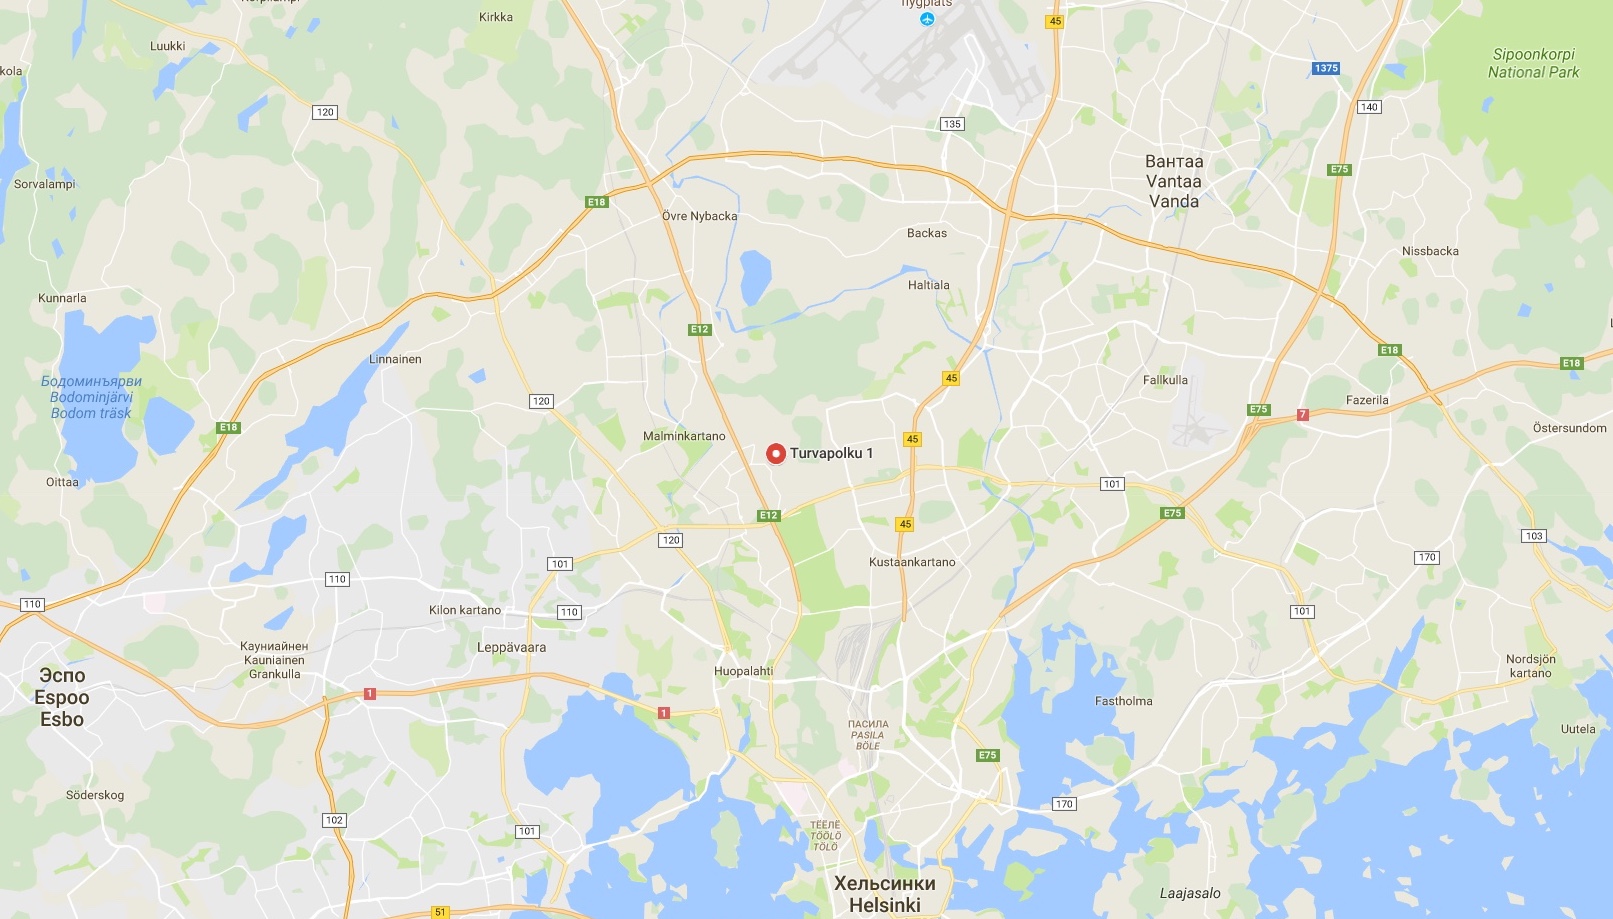 Korpilampi
flygplats
Kirkka
45
Luukki
Sipoonkorpi
National Park
1375
kola
140
120
135
Вантаа
Vantaa
Vanda
E75
Sorvalampi
E18
Övre Nybacka
Backas
Nissbacka
Haltiala
Kunnarla
E12
Linnainen
E18
E18
Бодоминъярви
Bodominjärvi
Bodom träsk
45
Fallkulla
Fazerila
120
E75
7
E18
Malminkartano
45
Östersundom
Turvapolku 1
Oittaa
101
E12
E75
45
120
103
101
Kustaankartano
170
110
110
Kilon kartano
110
101
Кауниайнен
Kauniainen
Grankulla
Leppävaara
Эспо
Espoo
Esbo
Huopalahti
Nordsjön
kartano
1
1
Fastholma
ПАСИЛА
PASILA
BÖLE
Uutela
E75
Söderskog
170
102
101
ТЁЁЛЁ
TÖÖLÖ
TÖLÖ
Хельсинки
Helsinki
Laajasalo
51